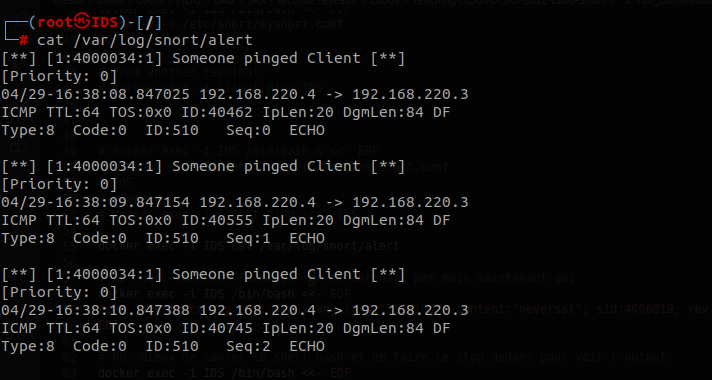 ┌──(root㉿IDS)-[/]
└─# cat /var/log/snort/alert
[**] [1:4000034:1] Someone pinged Client [**]
[Priority: 0]
04/29-16:38:08.847025 192.168.220.4 -> 192.168.220.3
ICMP TTL:64 TOS:0x0 ID:40462 IpLen:20 DgmLen:84 DF
Type:8  Code:0  ID:510   Seq:0  ECHO

[**] [1:4000034:1] Someone pinged Client [**]
[Priority: 0]
04/29-16:38:09.847154 192.168.220.4 -> 192.168.220.3
ICMP TTL:64 TOS:0x0 ID:40555 IpLen:20 DgmLen:84 DF
Type:8  Code:0  ID:510   Seq:1  ECHO

[**] [1:4000034:1] Someone pinged Client [**]
[Priority: 0]
04/29-16:38:10.847388 192.168.220.4 -> 192.168.220.3
ICMP TTL:64 TOS:0x0 ID:40745 IpLen:20 DgmLen:84 DF
Type:8  Code:0  ID:510   Seq:2  ECHO